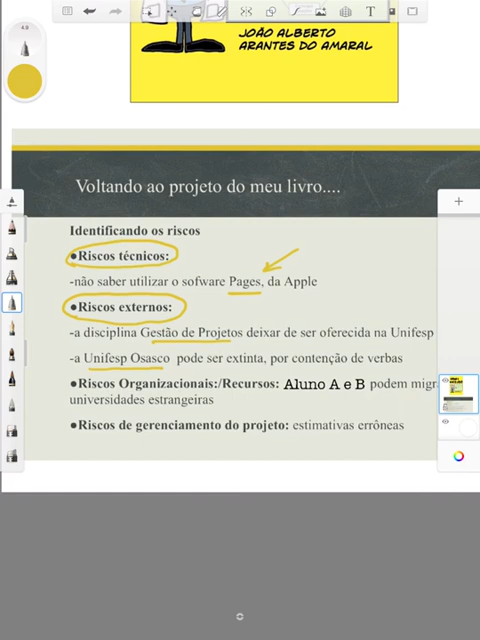 4.8
T
JOÃO ALBERTO
ARANTES DO AMARAL
Voltando ao projeto do meu livro....
Identificando os riscos
●Riscos técnicos:
-não saber utilizar o sofware Pages, da Apple
●Riscos externos:
-a disciplina Gestão de Projetos deixar de ser oferecida na Unifesp
-a Unifesp Osasco pode ser extinta, por contenção de verbas
●Riscos Organizacionais:/Recursos: Aluno A e B podem migra
universidades estrangeiras
●Riscos de gerenciamento do projeto: estimativas errôneas